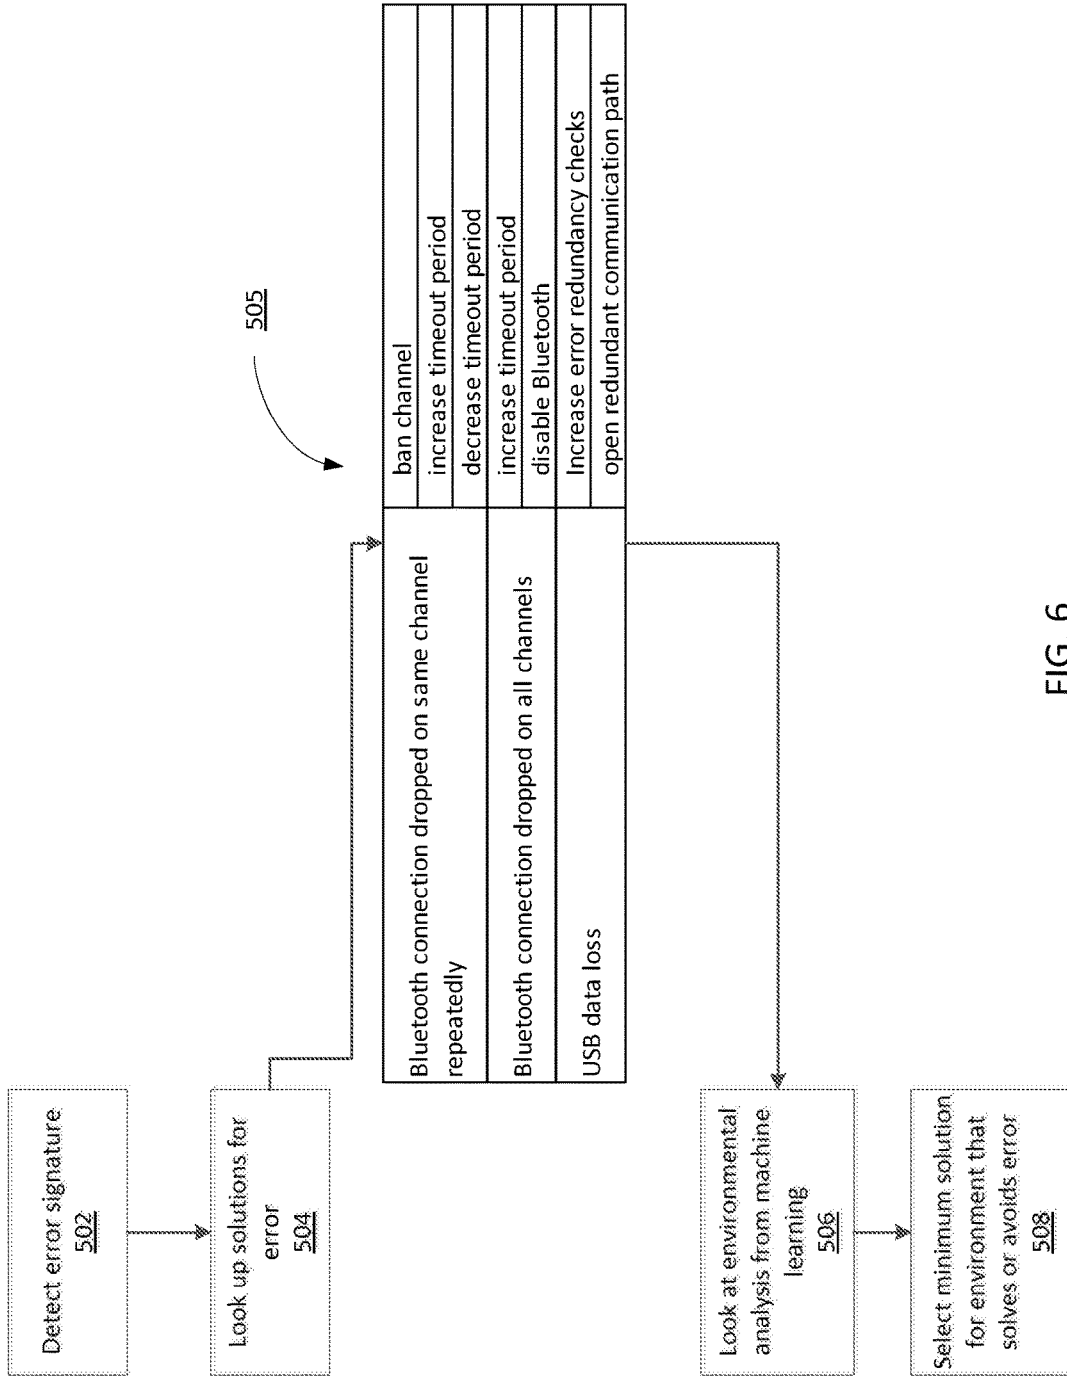 Detect error signature
502
Look up solutions for
error
504
505
Bluetooth connection dropped on same channel
repeatedly
ban channel
increase timeout period
decrease timeout period
Bluetooth connection dropped on all channels
increase timeout period
disable Bluetooth
USB data loss
Increase error redundancy checks
open redundant communication path
Look at environmental
analysis from machine
learning
506
Select minimum solution
for environment that
solves or avoids error
508
FIG. 6